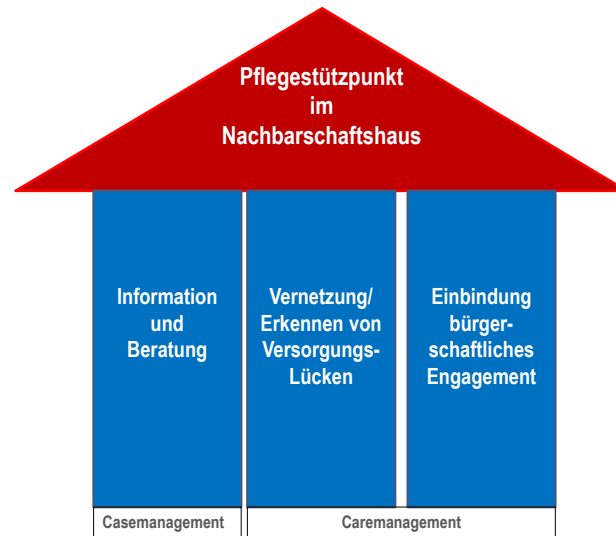 Pflegestützpunkt
im
Nachbarschaftshaus
Information
und
Beratung
Vernetzung/
Erkennen von
Versorgungs-
Lücken
Einbindung
bürger-
schaftliches
Engagement
Casemanagement
Caremanagement